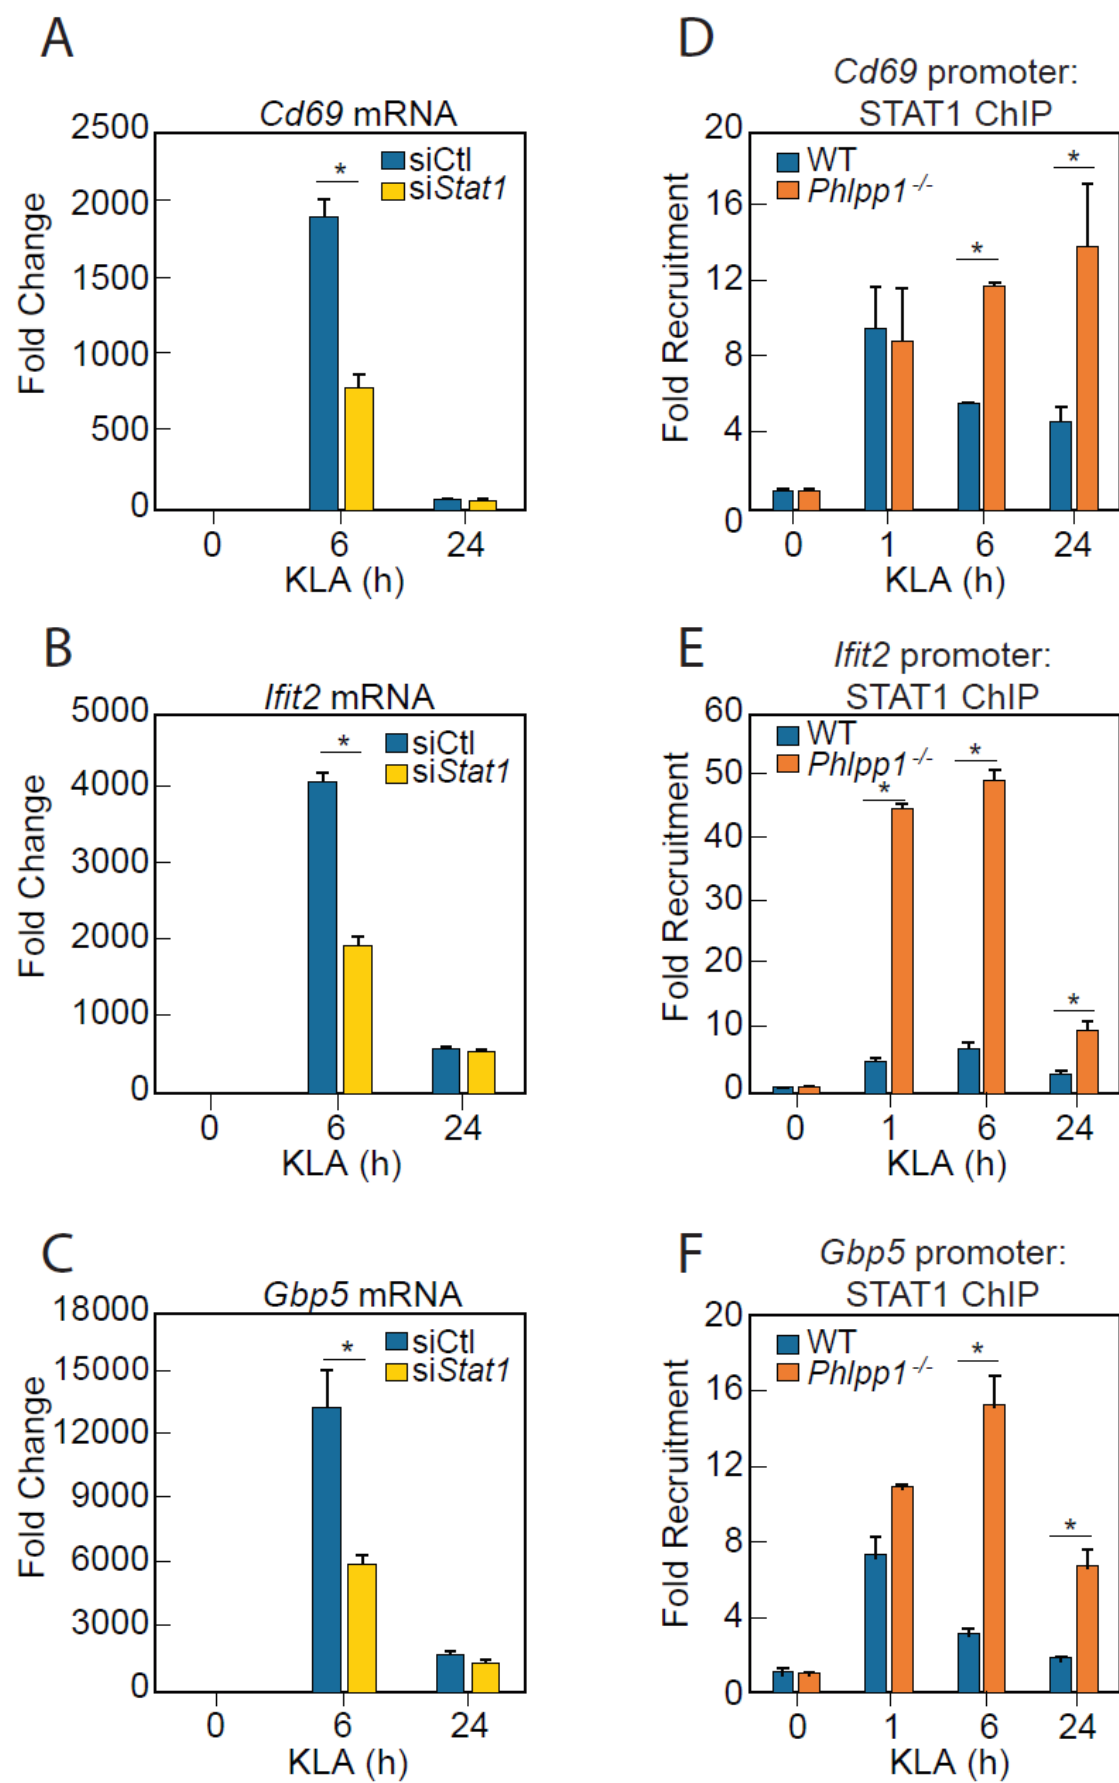 A
Cd69 mRNA
2500
2000
1500
1000
500
0
Fold Change
siCtl
siStat1
*
0 6 24
KLA (h)
D
Cd69 promoter:
STAT1 ChIP
20
16
12
8
4
0
Fold Recruitment
WT
Phlpp1 -/-
*
*
0 1 6 24
KLA (h)
B
Ifit2 mRNA
5000
4000
3000
2000
1000
0
Fold Change
siCtl
siStat1
*
0 6 24
KLA (h)
E
Ifit2 promoter:
STAT1 ChIP
60
50
40
30
20
10
0
Fold Recruitment
WT
Phlpp1 -/-
*
*
*
0 1 6 24
KLA (h)
C
Gbp5 mRNA
18000
15000
12000
9000
6000
3000
0
Fold Change
siCtl
siStat1
*
0 6 24
KLA (h)
F
Gbp5 promoter:
STAT1 ChIP
20
16
12
8
4
0
Fold Recruitment
WT
Phlpp1 -/-
*
*
0 1 6 24
KLA (h)